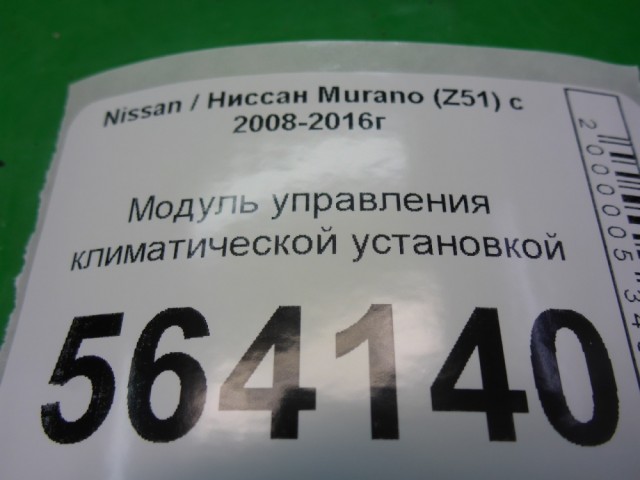 Nissan / Ниссан Murano (Z51) с
2008-2016г
Модуль управления
климатической установкой
564140